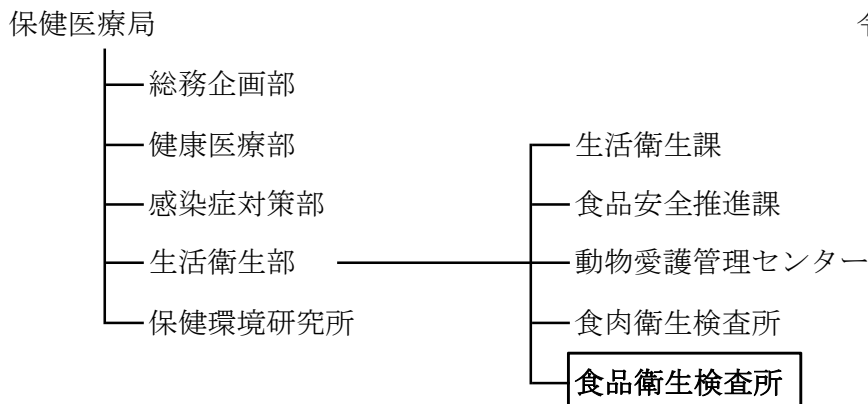 保健医療局
総務企画部
健康医療部
感染症対策部
生活衛生部
保健環境研究所
生活衛生課
食品安全推進課
動物愛護管理センター
食肉衛生検査所
食品衛生検査所